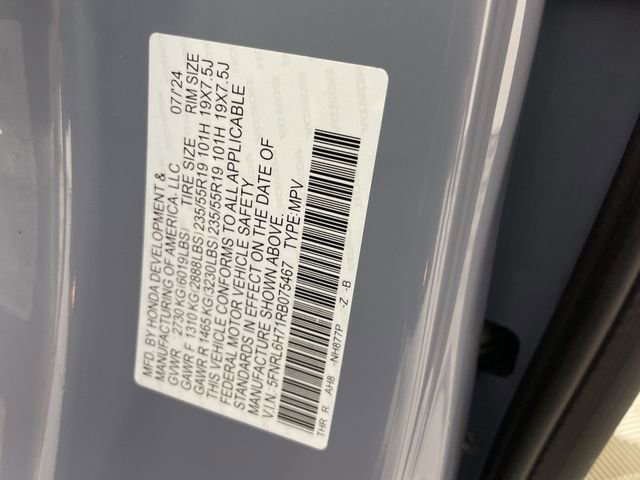 MFD. BY HONDA DEVELOPMENT &
MANUFACTURING OF AMERICA, LLC 07/'24
GVWR 2730 KG(6019LBS) TIRE SIZE RIM SIZE
GAWR F 1310 KG(2888LBS) 235/55R19 101H 19X7.5J
GAWR R 1465 KG(3230LBS) 235/55R19 101H 19X7.5J
THIS VEHICLE CONFORMS TO ALL APPLICABLE
FEDERAL MOTOR VEHICLE SAFETY
STANDARDS IN EFFECT ON THE DATE OF
MANUFACTURE SHOWN ABOVE.
V.I.N. 5FNRL6H71RB075467 TYPE:MPV
THR R AH8 NH877P Z -B